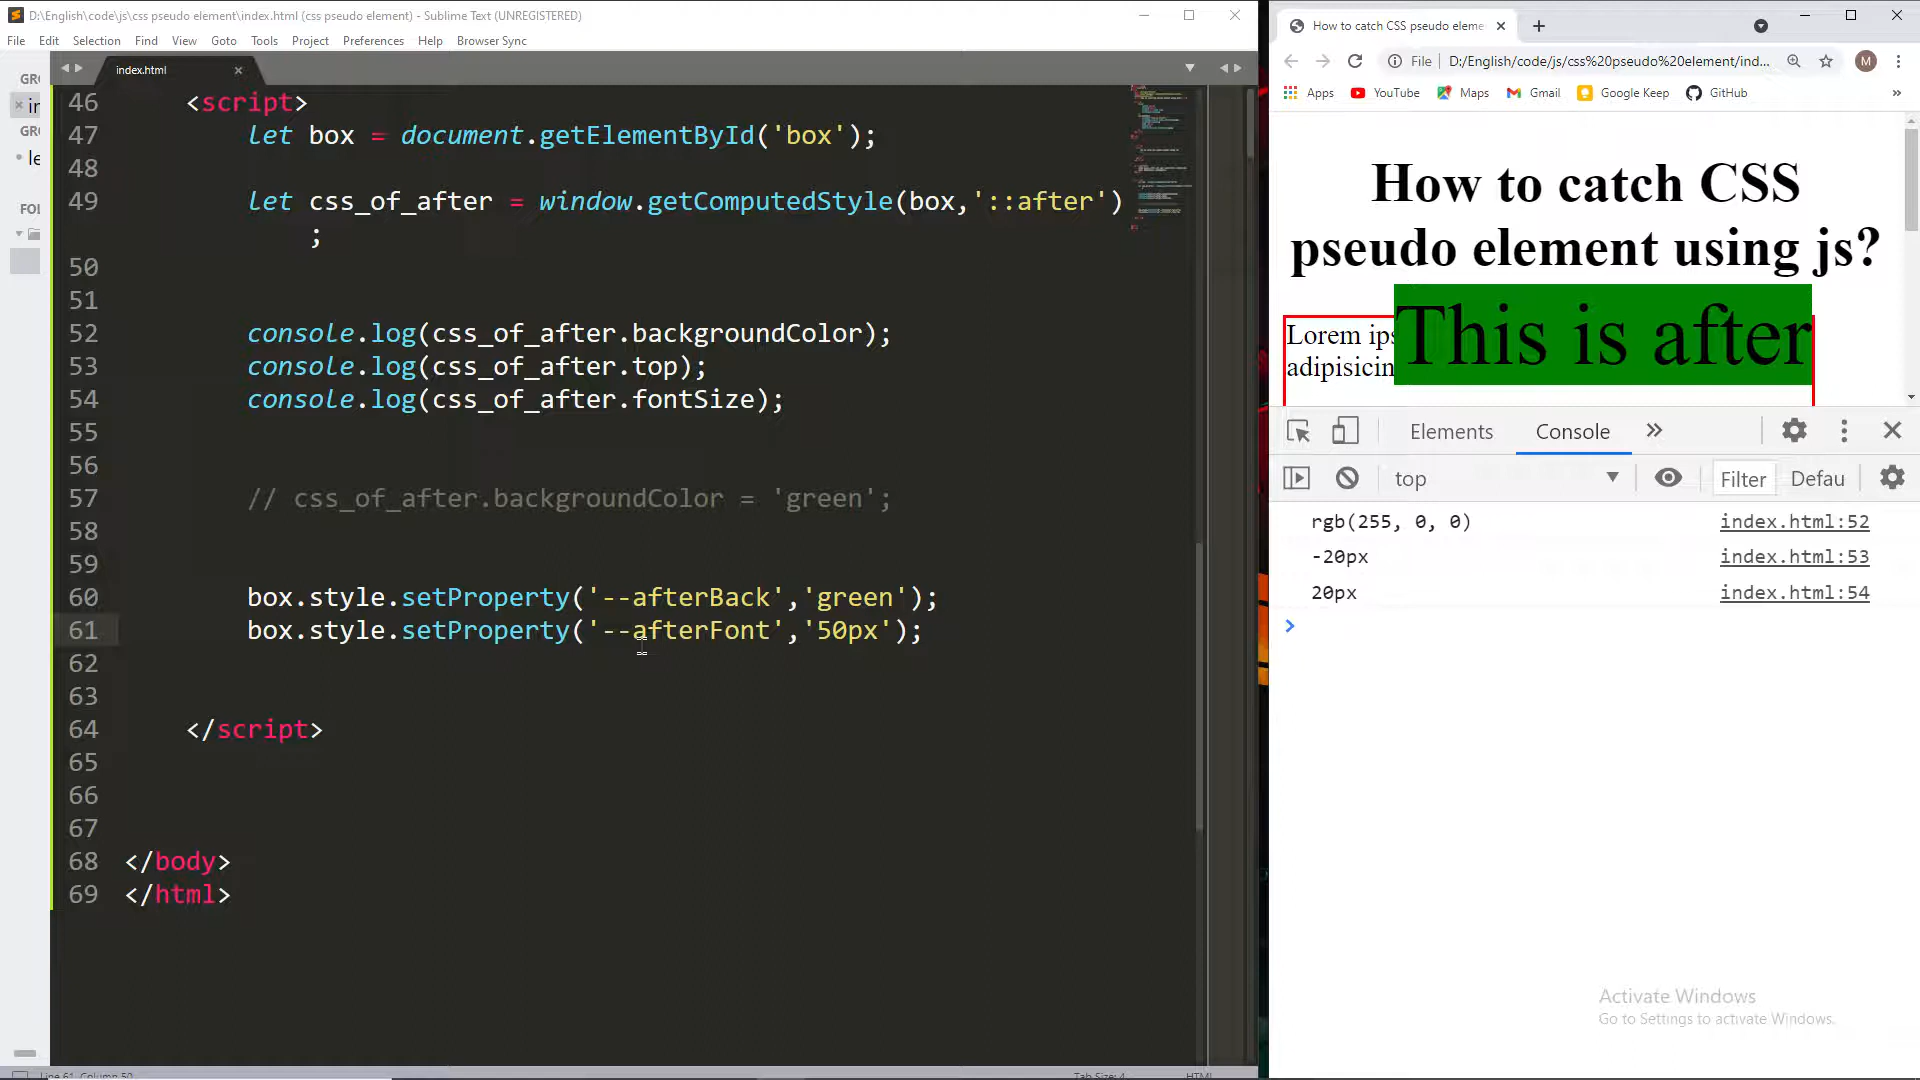 D:\English\code\js\css pseudo element\index.html (css pseudo element) - Sublime Text (UNREGISTERED)
File Edit Selection Find View Goto Tools Project Preferences Help Browser Sync
index.html
46 <script>
47 let box = document.getElementById('box');
48
49 let css_of_after = window.getComputedStyle(box,'::after')
;
50
51
52 console.log(css_of_after.backgroundColor);
53 console.log(css_of_after.top);
54 console.log(css_of_after.fontSize);
55
56
57 // css_of_after.backgroundColor = 'green';
58
59
60 box.style.setProperty('--afterBack','green');
61 box.style.setProperty('--afterFont','50px');
62
63
64 </script>
65
66
67
68 </body>
69 </html>
Line 61, Column 50
Tab Size: 4
HTML
How to catch CSS pseudo eleme
File D:/English/code/js/css%20pseudo%20element/ind...
M
Apps YouTube Maps Gmail Google Keep GitHub »
How to catch CSS
pseudo element using js?
This is after
Lorem ips
adipisicin
Elements Console »
top Filter Defau
rgb(255, 0, 0) index.html:52
-20px index.html:53
20px index.html:54
>
Activate Windows
Go to Settings to activate Windows.